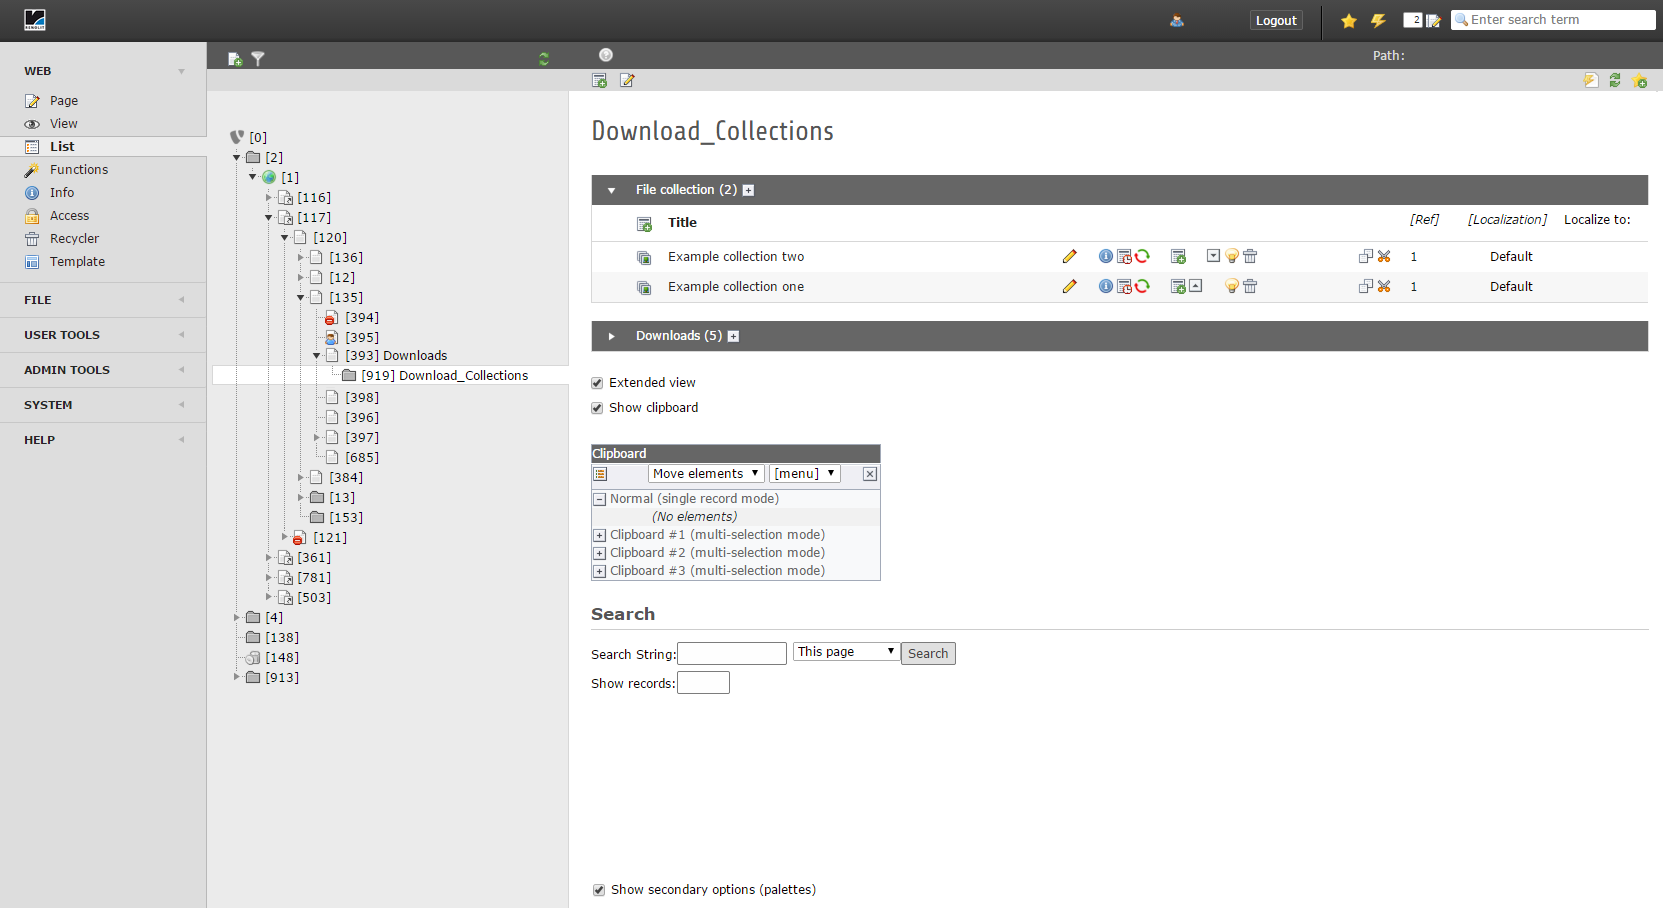 Logout
2
Enter search term
WEB
Page
View
List
Functions
Info
Access
Recycler
Template
FILE
USER TOOLS
ADMIN TOOLS
SYSTEM
HELP
[0]
[2]
[1]
[116]
[117]
[120]
[136]
[12]
[135]
[394]
[395]
[393] Downloads
[919] Download_Collections
[398]
[396]
[397]
[685]
[384]
[13]
[153]
[121]
[361]
[781]
[503]
[4]
[138]
[148]
[913]
Path:
Download_Collections
File collection (2)
Title [Ref] [Localization] Localize to:
Example collection two 1 Default
Example collection one 1 Default
Downloads (5)
Extended view
Show clipboard
Clipboard
Move elements [menu]
Normal (single record mode)
(No elements)
Clipboard #1 (multi-selection mode)
Clipboard #2 (multi-selection mode)
Clipboard #3 (multi-selection mode)
Search
Search String: This page Search
Show records:
Show secondary options (palettes)